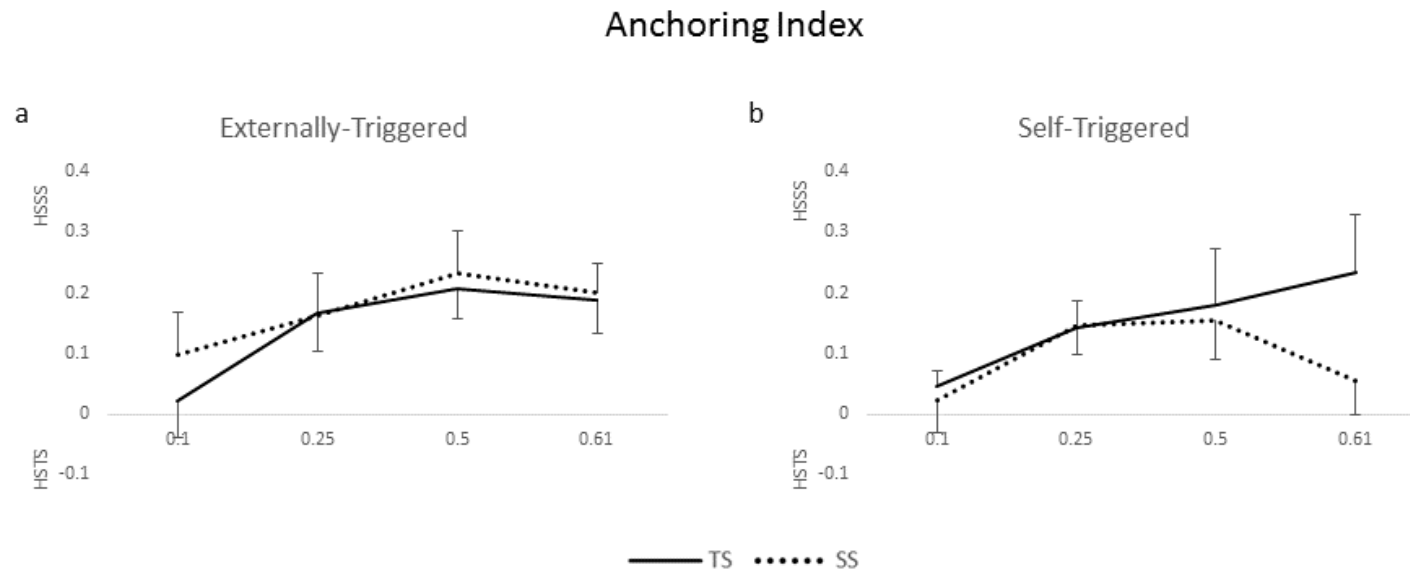 Anchoring Index
a
Externally-Triggered
HSSS
HSTS
0.4
0.3
0.2
0.1
0
-0.1
0.1 0.25 0.5 0.61
b
Self-Triggered
HSSS
HSTS
0.4
0.3
0.2
0.1
0
-0.1
0.1 0.25 0.5 0.61
TS SS